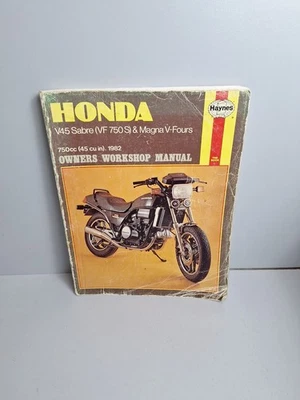 HONDA
Haynes
V45 Sabre (VF 750 S) & Magna V-Fours
750cc (45 cu in). 1982
OWNERS WORKSHOP MANUAL